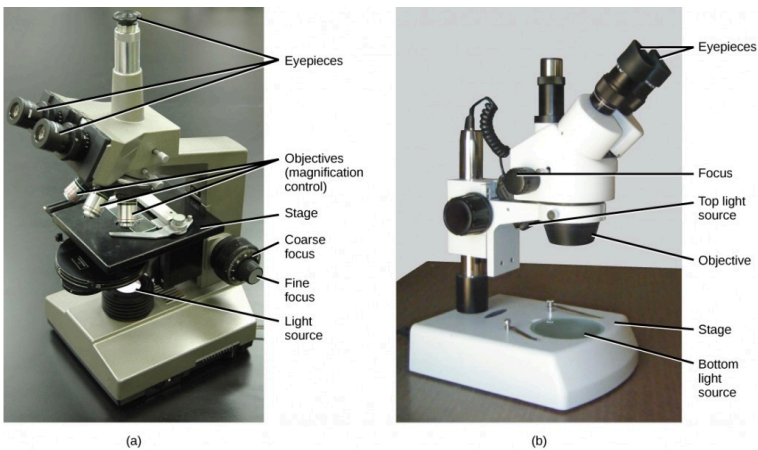 Eyepieces
Objectives
(magnification
control)
Stage
Coarse
focus
Fine
focus
Light
source
(a)
Eyepieces
Focus
Top light
source
Objective
Stage
Bottom
light
source
(b)